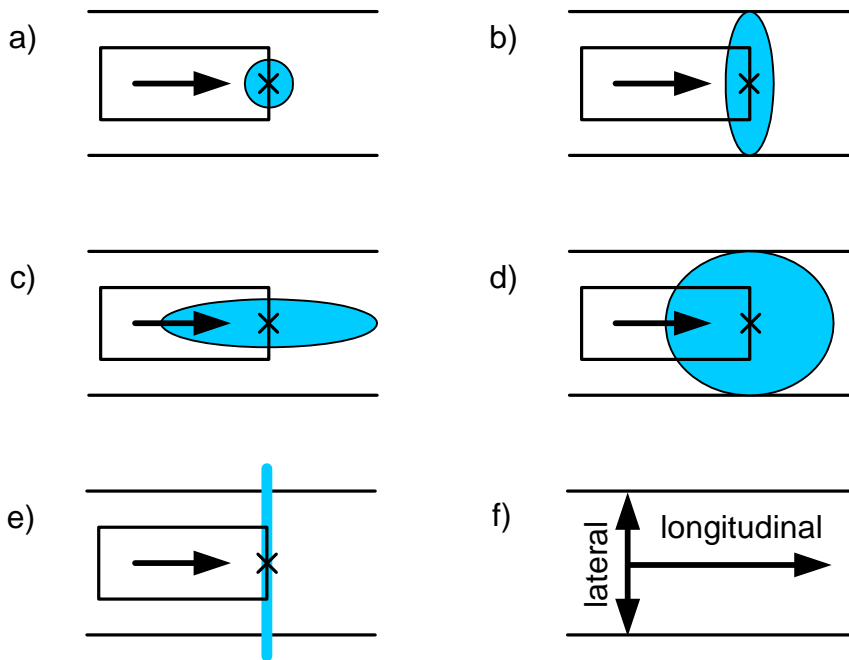 a)
b)
c)
d)
e)
f)
lateral
longitudinal